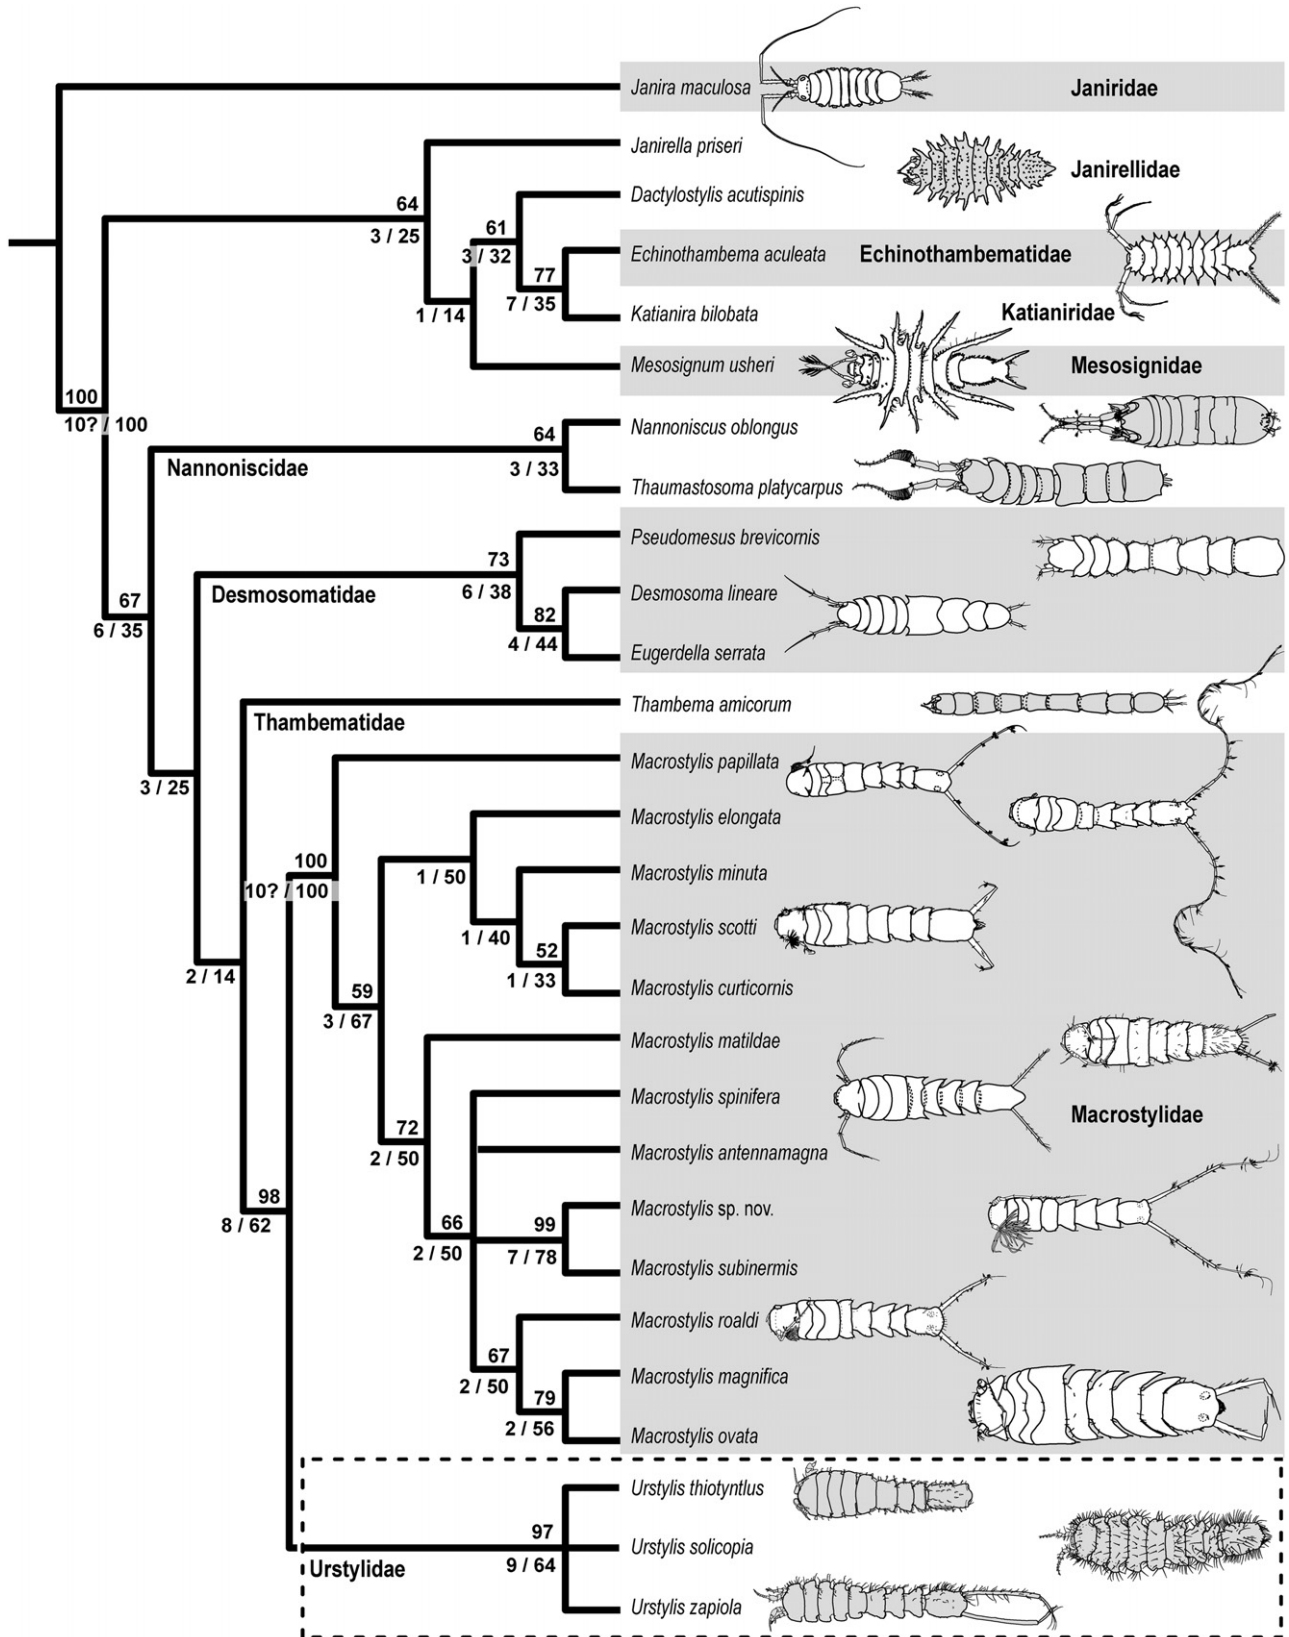 Janira maculosa
Janiridae
Janirella priseri
Janirellidae
Dactylostylis acutispinis
64
3 / 25
61
3 / 32
Echinothambema aculeata
Echinothambematidae
77
7 / 35
1 / 14
Katianira bilobata
Katianiridae
Mesosignum usheri
Mesosignidae
100
10? / 100
Nannoniscus oblongus
64
3 / 33
Nannoniscidae
Thaumastosoma platycarpus
Pseudomesus brevicornis
73
6 / 38
Desmosomatidae
Desmosoma lineare
67
6 / 35
82
4 / 44
Eugerdella serrata
Thambema amicorum
Thambematidae
Macrostylis papillata
3 / 25
Macrostylis elongata
100
10? / 100
1 / 50
Macrostylis minuta
Macrostylis scotti
1 / 40
52
1 / 33
2 / 14
Macrostylis curticornis
59
3 / 67
Macrostylis matildae
Macrostylis spinifera
Macrostylidae
72
2 / 50
Macrostylis antennamagna
98
8 / 62
Macrostylis sp. nov.
66
2 / 50
99
7 / 78
Macrostylis subinermis
Macrostylis roaldi
67
2 / 50
Macrostylis magnifica
79
2 / 56
Macrostylis ovata
Urstylis thiotyntlus
97
9 / 64
Urstylis solicopia
Urstylidae
Urstylis zapiola